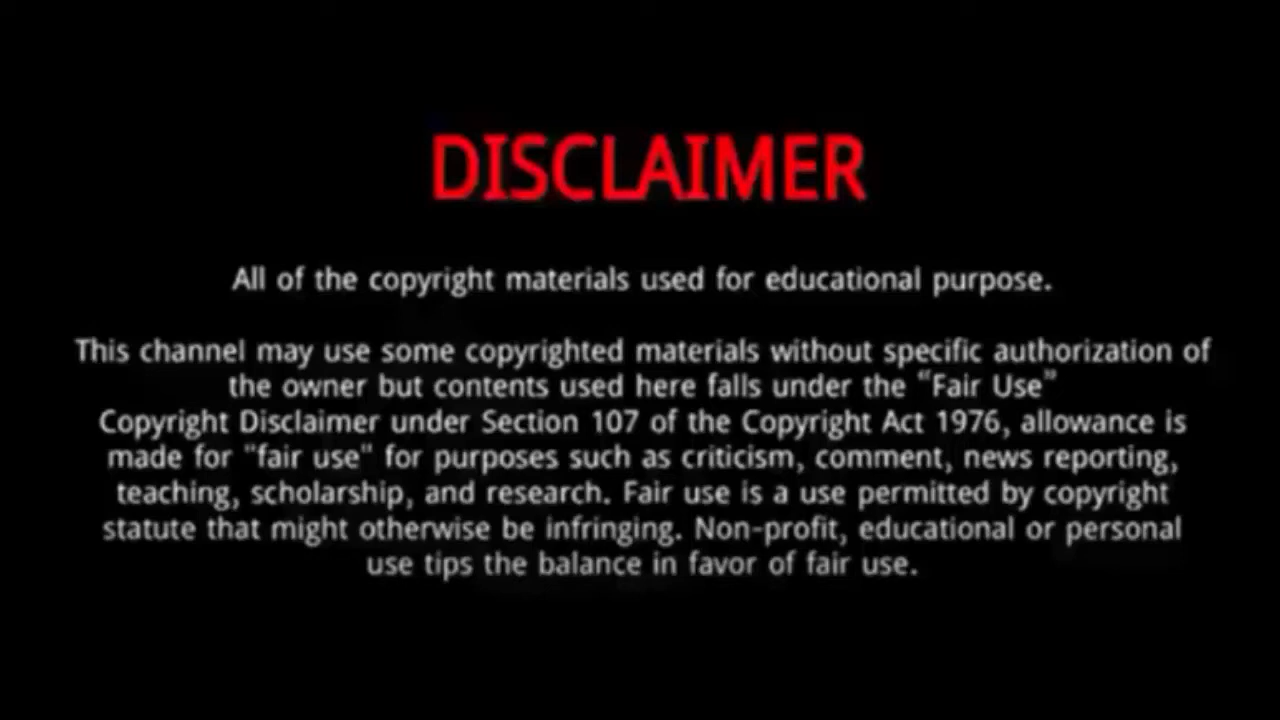 DISCLAIMER
All of the copyright materials used for educational purpose.
This channel may use some copyrighted materials without specific authorization of
the owner but contents used here falls under the “Fair Use”
Copyright Disclaimer under Section 107 of the Copyright Act 1976, allowance is
made for "fair use" for purposes such as criticism, comment, news reporting,
teaching, scholarship, and research. Fair use is a use permitted by copyright
statute that might otherwise be infringing. Non-profit, educational or personal
use tips the balance in favor of fair use.